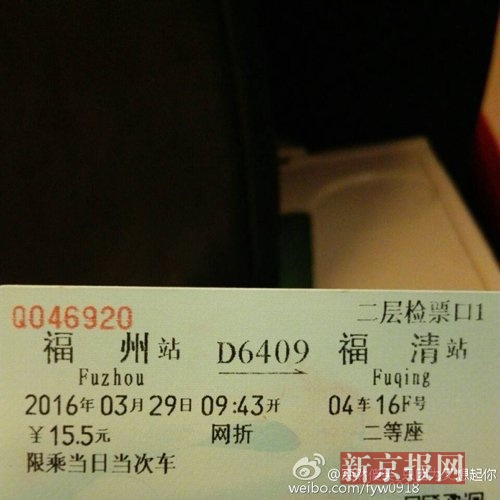 Q046920
二层检票口1
福 州 站 D6409 福 清 站
Fuzhou Fuqing
2016年03月29日 09:43开 04车16F号
￥15.5元 网折 二等座
限乘当日当次车
新京报网
weibo.com/fyw0918